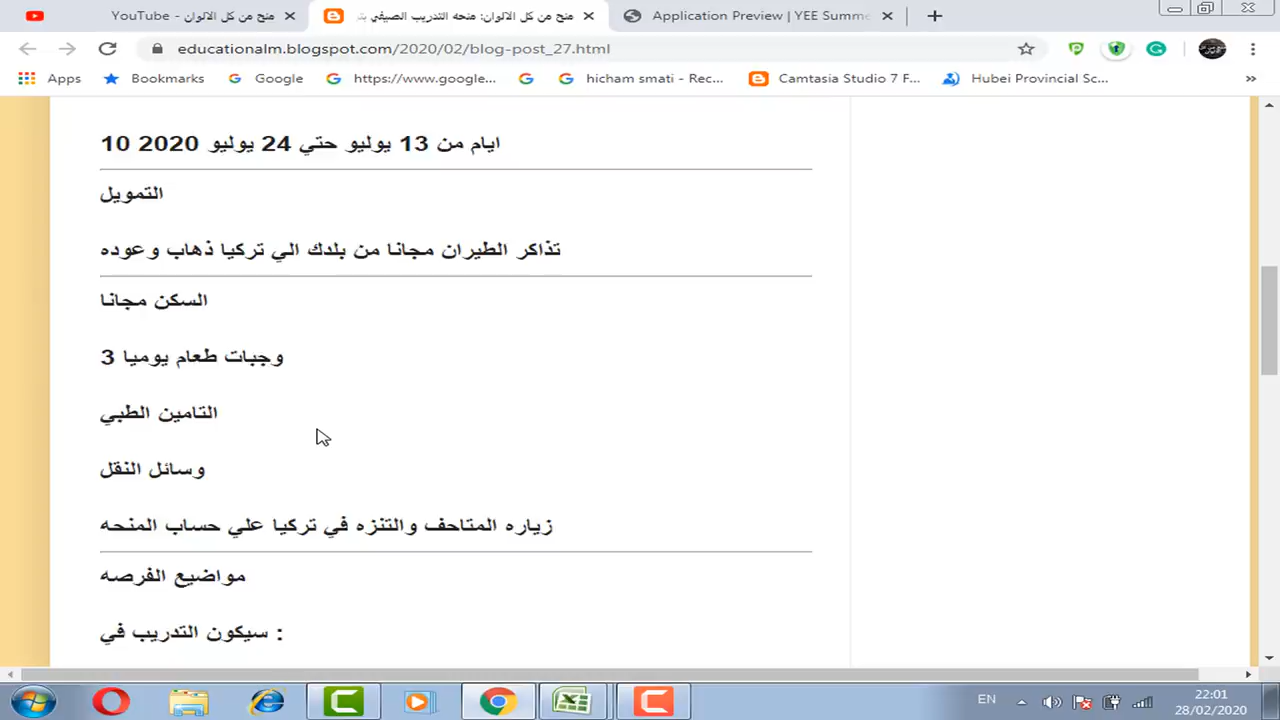 منح من كل الالوان - YouTube
منح من كل الالوان: منحه التدريب الصيفي بتر
Application Preview | YEE Summe
educationalm.blogspot.com/2020/02/blog-post_27.html
Apps
Bookmarks
Google
https://www.google...
hicham smati - Rec...
Camtasia Studio 7 F...
Hubei Provincial Sc...
»
ايام من 13 يوليو حتي 24 يوليو 2020 10
التمويل
تذاكر الطيران مجانا من بلدك الي تركيا ذهاب وعوده
السكن مجانا
وجبات طعام يوميا 3
التامين الطبي
وسائل النقل
زياره المتاحف والتنزه في تركيا علي حساب المنحه
مواضيع الفرصه
: سيكون التدريب في
EN
22:01
28/02/2020